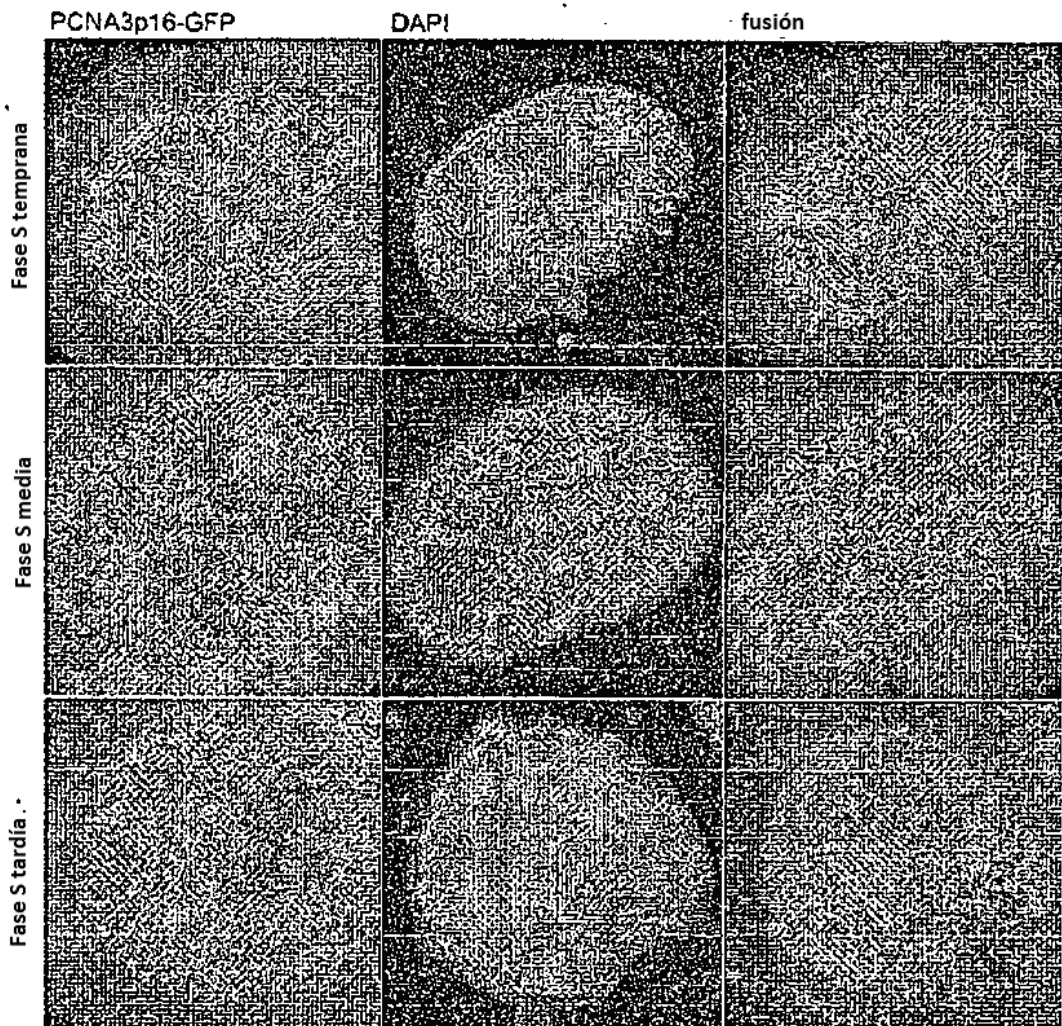 PCNA3p16-GFP
DAPI
fusión
Fase S temprana
Fase S media
Fase S tardía